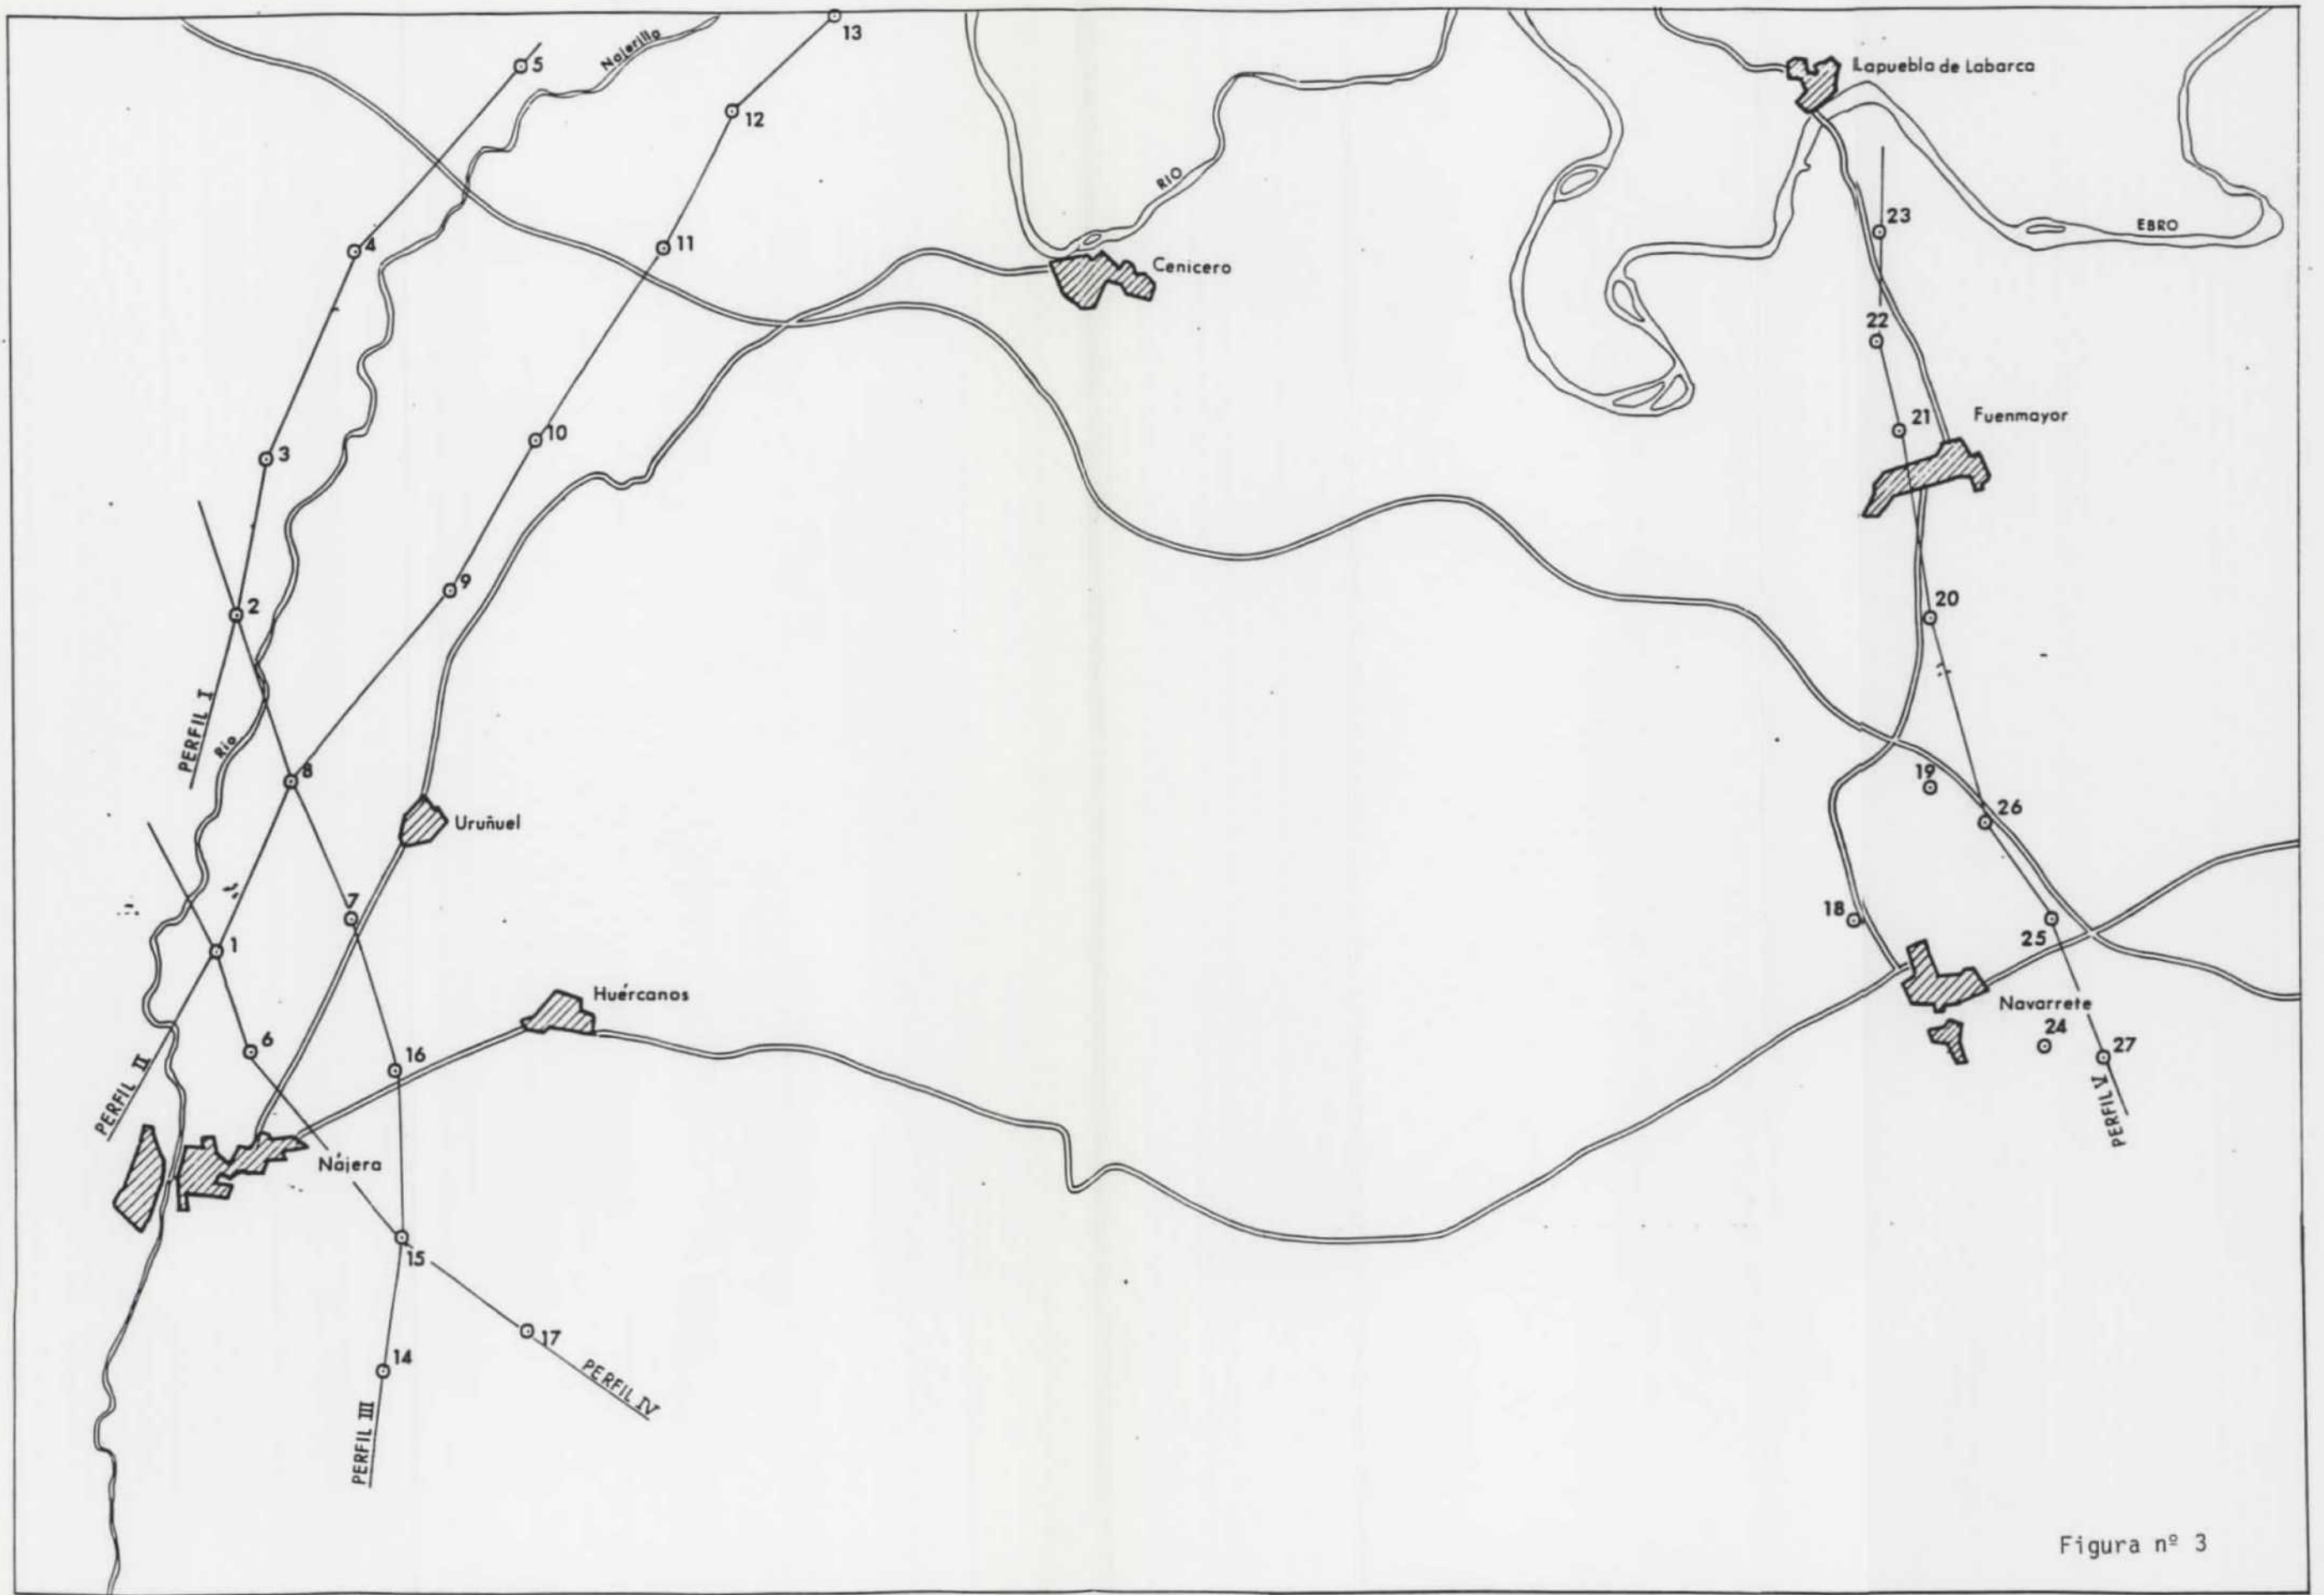 13
5
Najerilla
12
Lapuebla de Labarca
RIO
23
EBRO
4
11
Cenicero
22
3
10
21
Fuenmayor
2
9
20
PERFIL I
Río
8
19
26
Uruñuel
7
18
25
1
Huércanos
Navarrete
6
16
24
27
PERFIL II
PERFIL V
Nájera
15
17
14
PERFIL IV
PERFIL III
Figura nº 3